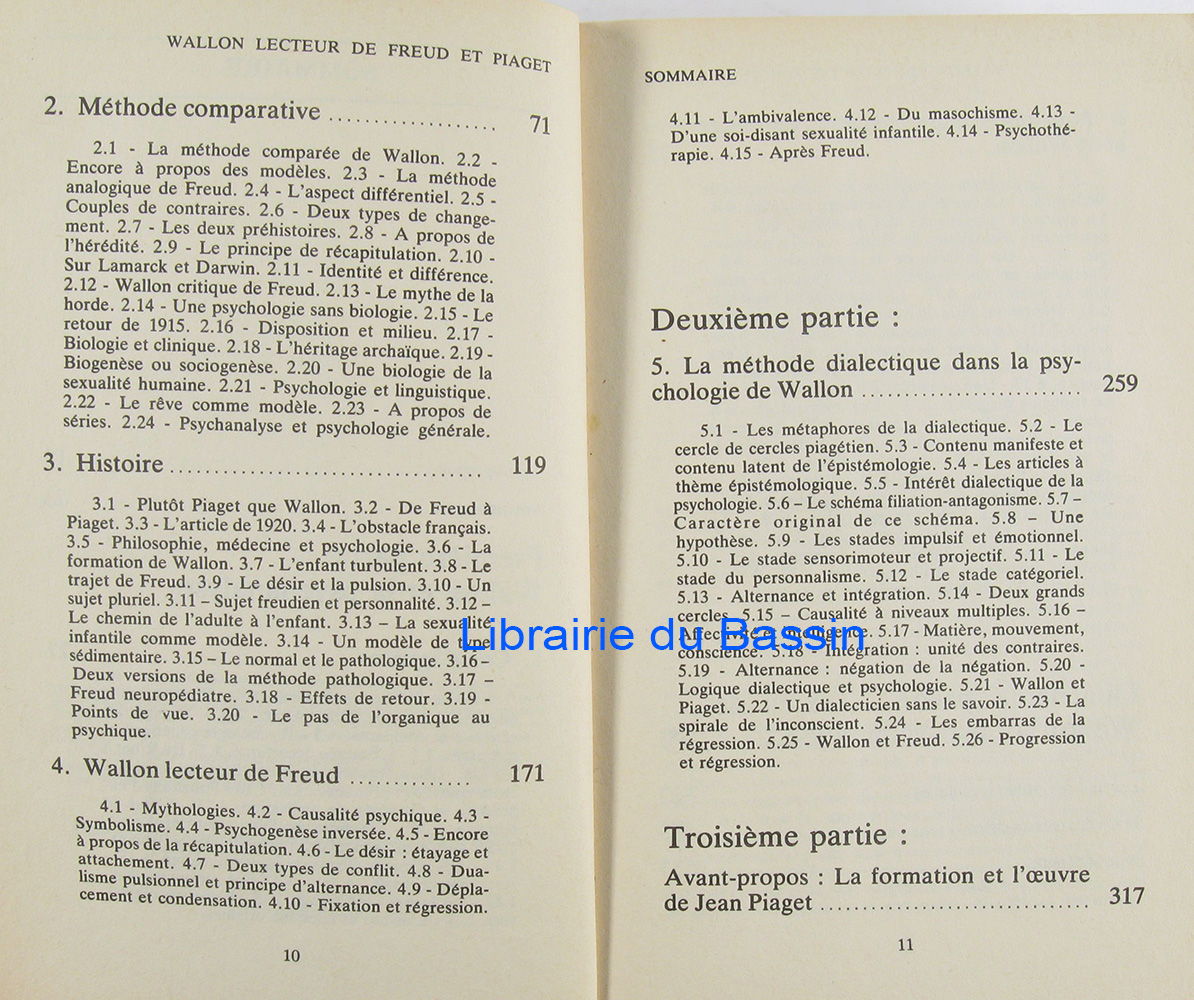 WALLON LECTEUR DE FREUD ET PIAGET
2. Méthode comparative .................... 71
2.1 - La méthode comparée de Wallon. 2.2 -
Encore à propos des modèles. 2.3 - La méthode
analogique de Freud. 2.4 - L'aspect différentiel. 2.5 -
Couples de contraires. 2.6 - Deux types de change-
ment. 2.7 - Les deux préhistoires. 2.8 - A propos de
l'hérédité. 2.9 - Le principe de récapitulation. 2.10 -
Sur Lamarck et Darwin. 2.11 - Identité et différence.
2.12 - Wallon critique de Freud. 2.13 - Le mythe de la
horde. 2.14 - Une psychologie sans biologie. 2.15 - Le
retour de 1915. 2.16 - Disposition et milieu. 2.17 -
Biologie et clinique. 2.18 - L'héritage archaïque. 2.19 -
Biogenèse ou sociogenèse. 2.20 - Une biologie de la
sexualité humaine. 2.21 - Psychologie et linguistique.
2.22 - Le rêve comme modèle. 2.23 - A propos de
séries. 2.24 - Psychanalyse et psychologie générale.
3. Histoire .............................. 119
3.1 - Plutôt Piaget que Wallon. 3.2 - De Freud à
Piaget. 3.3 - L'article de 1920. 3.4 - L'obstacle français.
3.5 - Philosophie, médecine et psychologie. 3.6 - La
formation de Wallon. 3.7 - L'enfant turbulent. 3.8 - Le
trajet de Freud. 3.9 - Le désir et la pulsion. 3.10 - Un
sujet pluriel. 3.11 – Sujet freudien et personnalité. 3.12 –
Le chemin de l'adulte à l'enfant. 3.13 – La sexualité
infantile comme modèle. 3.14 - Un modèle de type
sédimentaire. 3.15 – Le normal et le pathologique. 3.16 –
Deux versions de la méthode pathologique. 3.17 –
Freud neuropédiatre. 3.18 - Effets de retour. 3.19 -
Points de vue. 3.20 - Le pas de l'organique au
psychique.
4. Wallon lecteur de Freud .............. 171
4.1 - Mythologies. 4.2 - Causalité psychique. 4.3 -
Symbolisme. 4.4 - Psychogenèse inversée. 4.5 - Encore
à propos de la récapitulation. 4.6 - Le désir : étayage et
attachement. 4.7 - Deux types de conflit. 4.8 - Dua-
lisme pulsionnel et principe d'alternance. 4.9 - Dépla-
cement et condensation. 4.10 - Fixation et régression.
10
SOMMAIRE
4.11 - L'ambivalence. 4.12 - Du masochisme. 4.13 -
D'une soi-disant sexualité infantile. 4.14 - Psychothé-
rapie. 4.15 - Après Freud.
Deuxième partie :
5. La méthode dialectique dans la psy-
chologie de Wallon .......................... 259
5.1 - Les métaphores de la dialectique. 5.2 - Le
cercle de cercles piagétien. 5.3 - Contenu manifeste et
contenu latent de l'épistémologie. 5.4 - Les articles à
thème épistémologique. 5.5 - Intérêt dialectique de la
psychologie. 5.6 – Le schéma filiation-antagonisme. 5.7 –
Caractère original de ce schéma. 5.8 – Une
hypothèse. 5.9 - Les stades impulsif et émotionnel.
5.10 - Le stade sensorimoteur et projectif. 5.11 - Le
stade du personnalisme. 5.12 - Le stade catégoriel.
5.13 - Alternance et intégration. 5.14 - Deux grands
cercles. 5.15 – Causalité à niveaux multiples. 5.16 –
Affectivité et intelligence. 5.17 - Matière, mouvement,
conscience. 5.18 - Intégration : unité des contraires.
5.19 - Alternance : négation de la négation. 5.20 -
Logique dialectique et psychologie. 5.21 - Wallon et
Piaget. 5.22 - Un dialecticien sans le savoir. 5.23 - La
spirale de l'inconscient. 5.24 - Les embarras de la
régression. 5.25 - Wallon et Freud. 5.26 - Progression
et régression.
Troisième partie :
Avant-propos : La formation et l'œuvre
de Jean Piaget ............................... 317
11
Librairie du Bassin